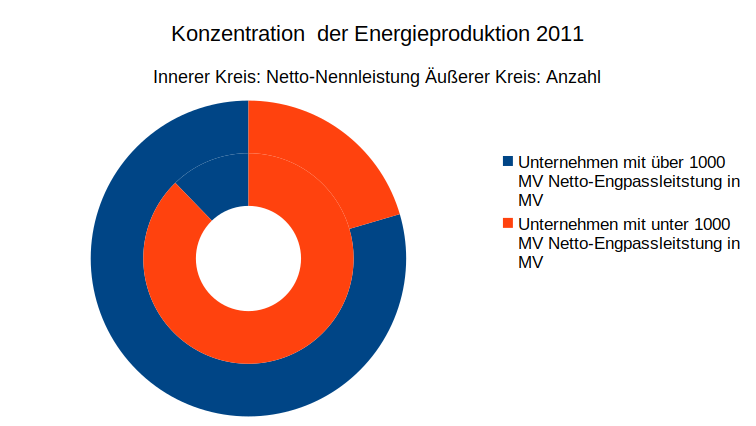 Konzentration  der Energieproduktion 2011
Innerer Kreis: Netto-Nennleistung Äußerer Kreis: Anzahl
Unternehmen mit über 1000
MV Netto-Engpassleitstung in
MV
Unternehmen mit unter 1000
MV Netto-Engpassleitstung in
MV